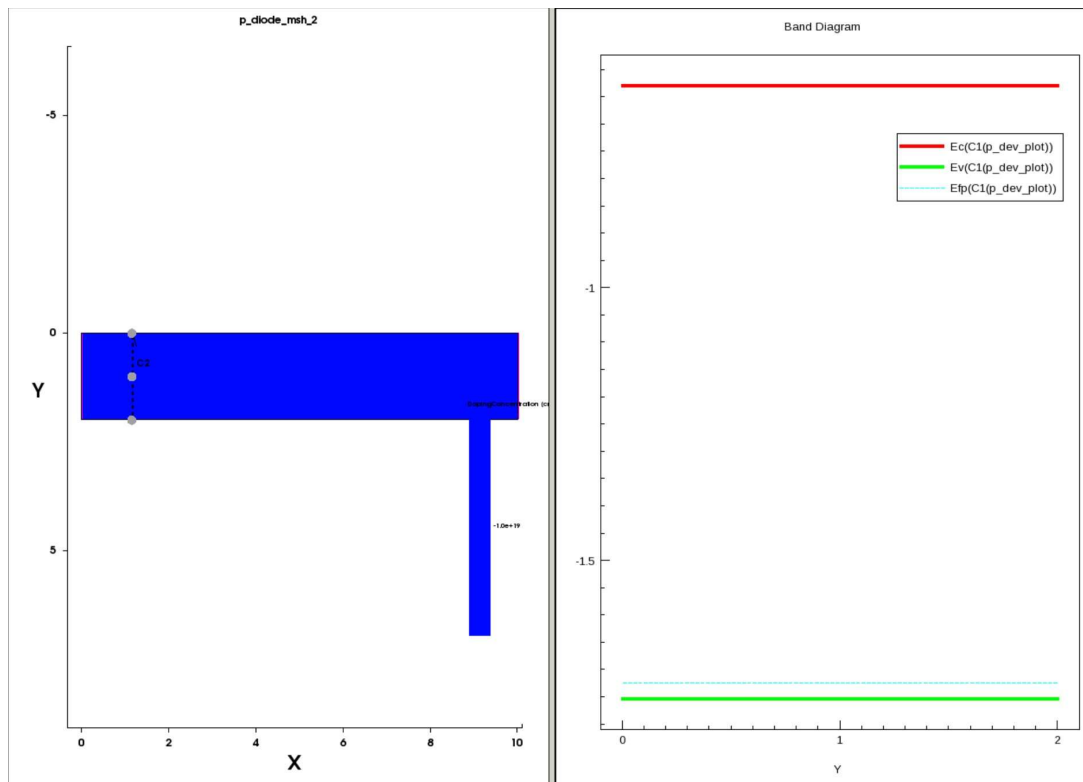 p_diode_msh_2
-5
0
Y
C2
5
-1.0e+19
0 2 4 6 8 10
X
Band Diagram
Ec(C1(p_dev_plot))
Ev(C1(p_dev_plot))
Efp(C1(p_dev_plot))
-1
-1.5
0 1 2
Y